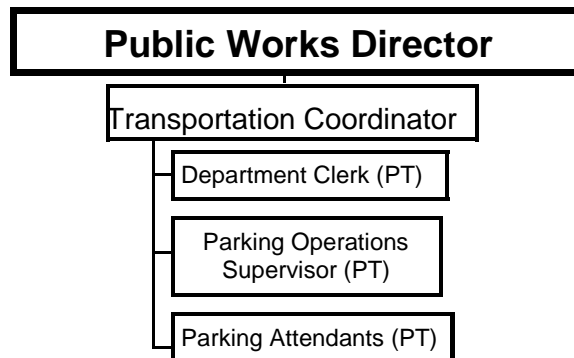 Public Works Director
Transportation Coordinator
Department Clerk (PT)
Parking Operations
Supervisor (PT)
Parking Attendants (PT)